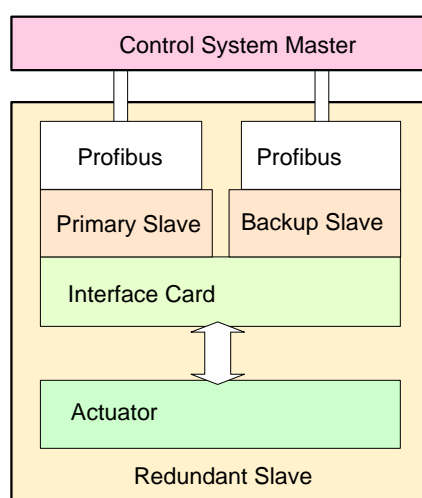 Control System Master
Profibus
Profibus
Primary Slave
Backup Slave
Interface Card
Actuator
Redundant Slave